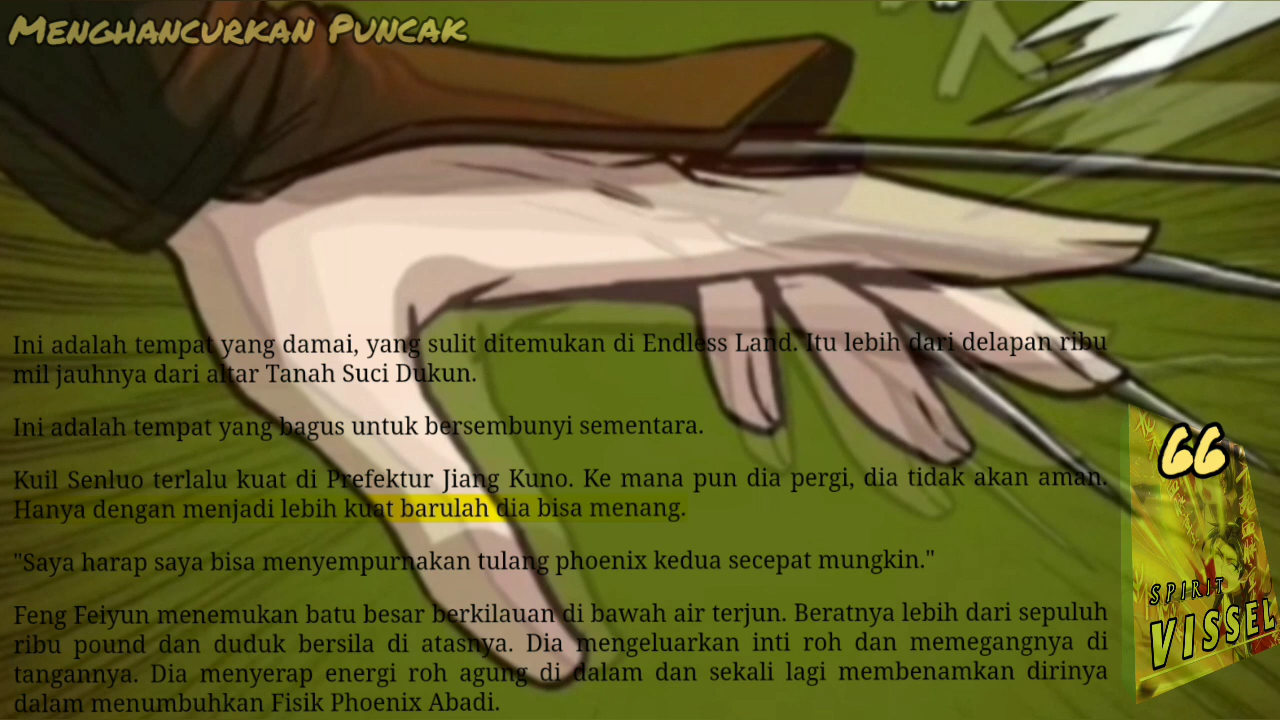 Menghancurkan Puncak
Ini adalah tempat yang damai, yang sulit ditemukan di Endless Land. Itu lebih dari delapan ribu
mil jauhnya dari altar Tanah Suci Dukun.
Ini adalah tempat yang bagus untuk bersembunyi sementara.
Kuil Senluo terlalu kuat di Prefektur Jiang Kuno. Ke mana pun dia pergi, dia tidak akan aman.
Hanya dengan menjadi lebih kuat barulah dia bisa menang.
"Saya harap saya bisa menyempurnakan tulang phoenix kedua secepat mungkin."
Feng Feiyun menemukan batu besar berkilauan di bawah air terjun. Beratnya lebih dari sepuluh
ribu pound dan duduk bersila di atasnya. Dia mengeluarkan inti roh dan memegangnya di
tangannya. Dia menyerap energi roh agung di dalam dan sekali lagi membenamkan dirinya
dalam menumbuhkan Fisik Phoenix Abadi.
66
SPIRIT
VISSEL